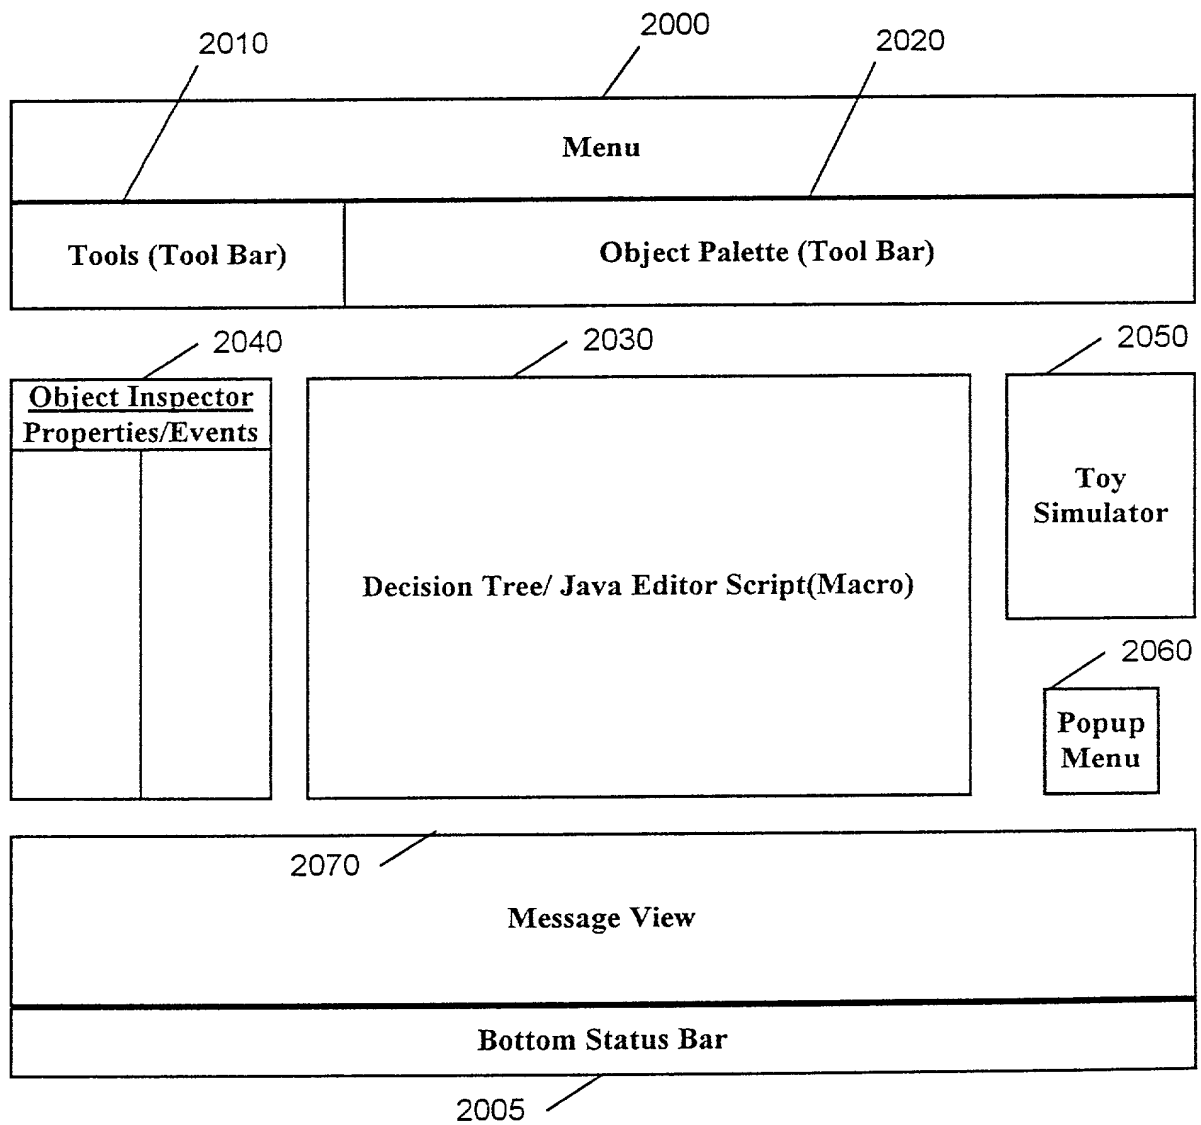 2010
2000
2020
Menu
Tools (Tool Bar)
Object Palette (Tool Bar)
2040
2030
2050
Object Inspector
Properties/Events
Decision Tree/ Java Editor Script(Macro)
Toy
Simulator
2060
Popup
Menu
2070
Message View
Bottom Status Bar
2005